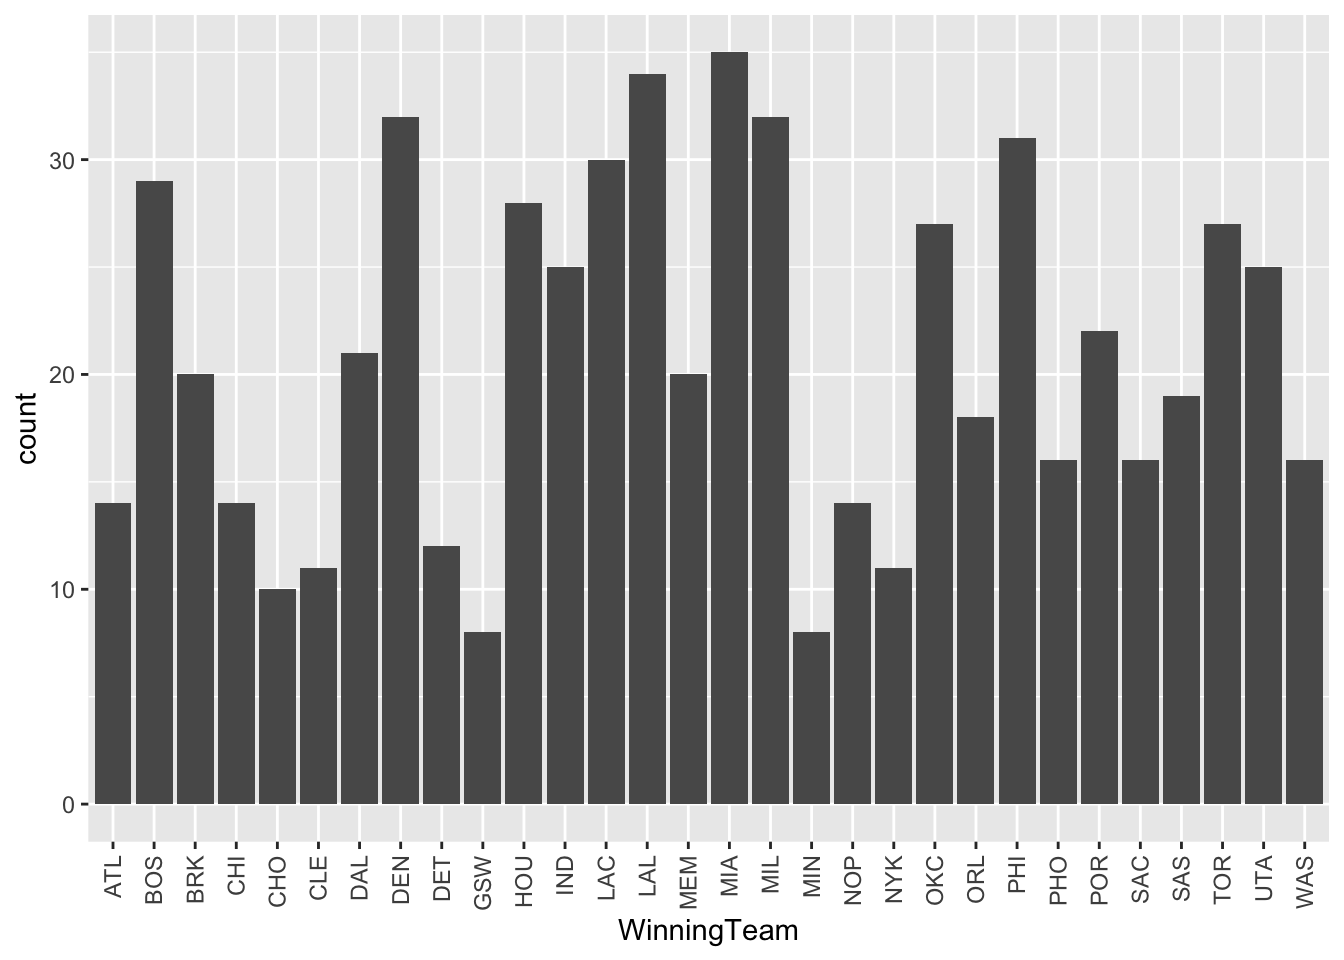 30
20
10
0
count
ATL BOS BRK CHI CHO CLE DAL DEN DET GSW HOU IND LAC LAL MEM MIA MIL MIN NOP NYK OKC ORL PHI PHO POR SAC SAS TOR UTA WAS
WinningTeam